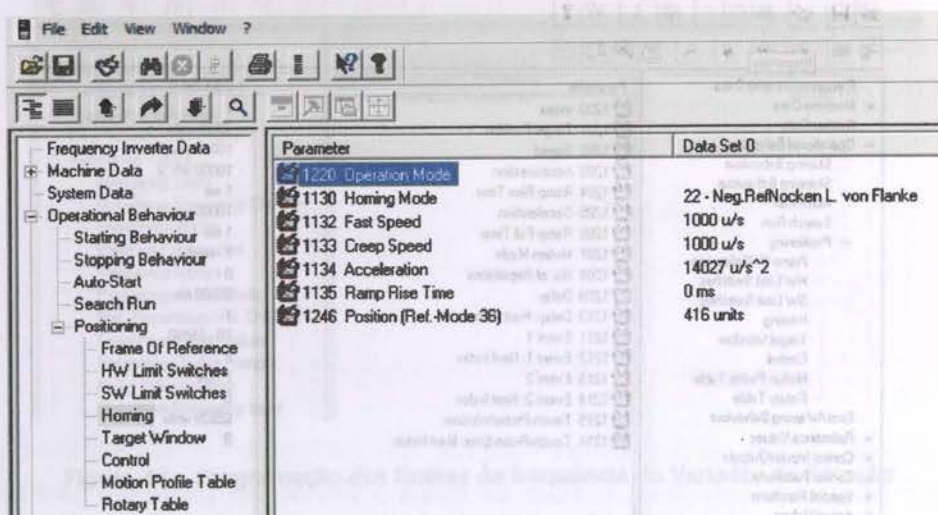 File Edit View Window ?
Frequency Inverter Data
Machine Data
System Data
Operational Behaviour
Starting Behaviour
Stopping Behaviour
Auto-Start
Search Run
Positioning
Frame Of Reference
HW Limit Switches
SW Limit Switches
Homing
Target Window
Control
Motion Profile Table
Rotary Table
Parameter Data Set 0
1220 Operation Mode
1130 Homing Mode 22 - Neg.RefNocken L. von Flanke
1132 Fast Speed 1000 u/s
1133 Creep Speed 1000 u/s
1134 Acceleration 14027 u/s^2
1135 Ramp Rise Time 0 ms
1246 Position (Ref.-Mode 36) 416 units